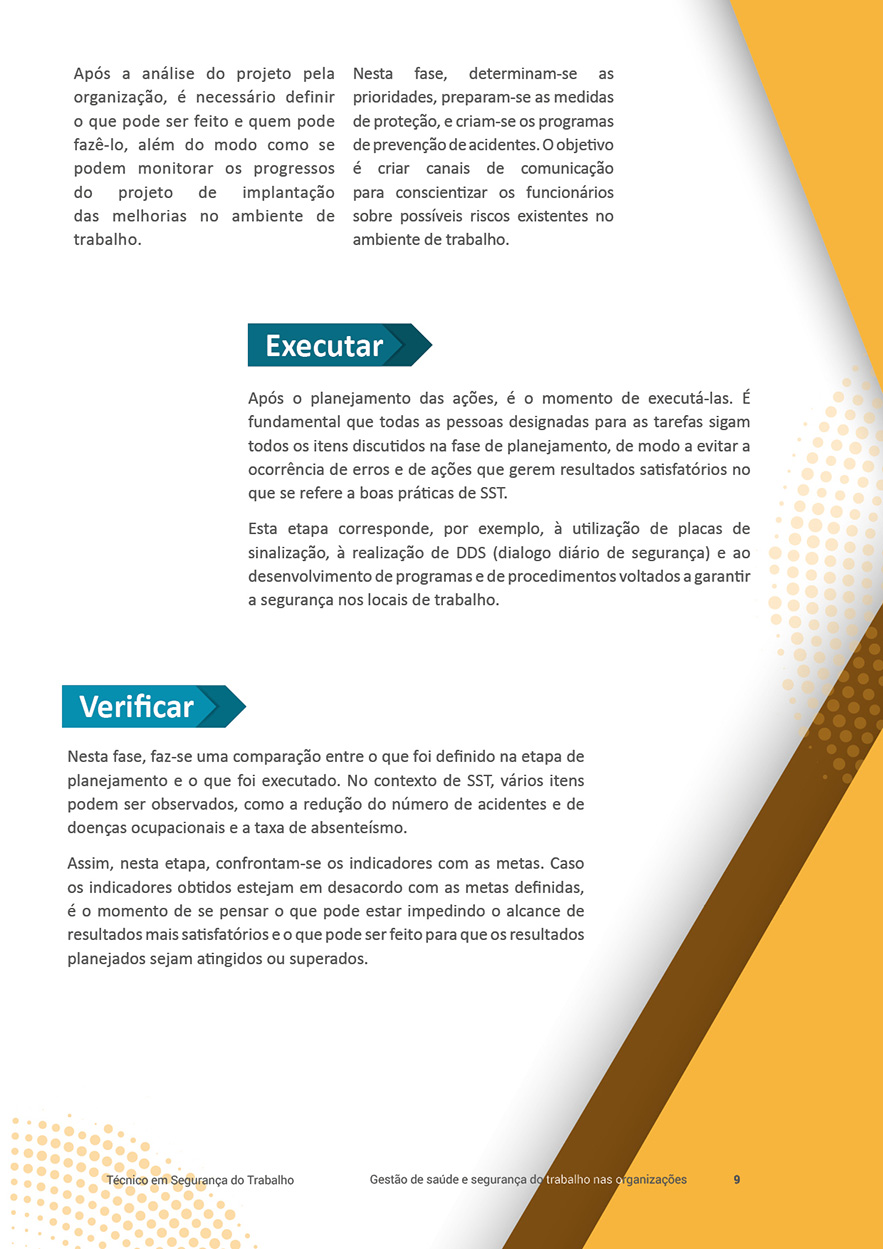 Após a análise do projeto pela
organização, é necessário definir
o que pode ser feito e quem pode
fazê-lo, além do modo como se
podem monitorar os progressos
do projeto de implantação
das melhorias no ambiente de
trabalho.
Nesta fase, determinam-se as
prioridades, preparam-se as medidas
de proteção, e criam-se os programas
de prevenção de acidentes. O objetivo
é criar canais de comunicação
para conscientizar os funcionários
sobre possíveis riscos existentes no
ambiente de trabalho.
Executar
Após o planejamento das ações, é o momento de executá-las. É
fundamental que todas as pessoas designadas para as tarefas sigam
todos os itens discutidos na fase de planejamento, de modo a evitar a
ocorrência de erros e de ações que gerem resultados satisfatórios no
que se refere a boas práticas de SST.
Esta etapa corresponde, por exemplo, à utilização de placas de
sinalização, à realização de DDS (dialogo diário de segurança) e ao
desenvolvimento de programas e de procedimentos voltados a garantir
a segurança nos locais de trabalho.
Verificar
Nesta fase, faz-se uma comparação entre o que foi definido na etapa de
planejamento e o que foi executado. No contexto de SST, vários itens
podem ser observados, como a redução do número de acidentes e de
doenças ocupacionais e a taxa de absenteísmo.
Assim, nesta etapa, confrontam-se os indicadores com as metas. Caso
os indicadores obtidos estejam em desacordo com as metas definidas,
é o momento de se pensar o que pode estar impedindo o alcance de
resultados mais satisfatórios e o que pode ser feito para que os resultados
planejados sejam atingidos ou superados.
Técnico em Segurança do Trabalho Gestão de saúde e segurança do trabalho nas organizações 9